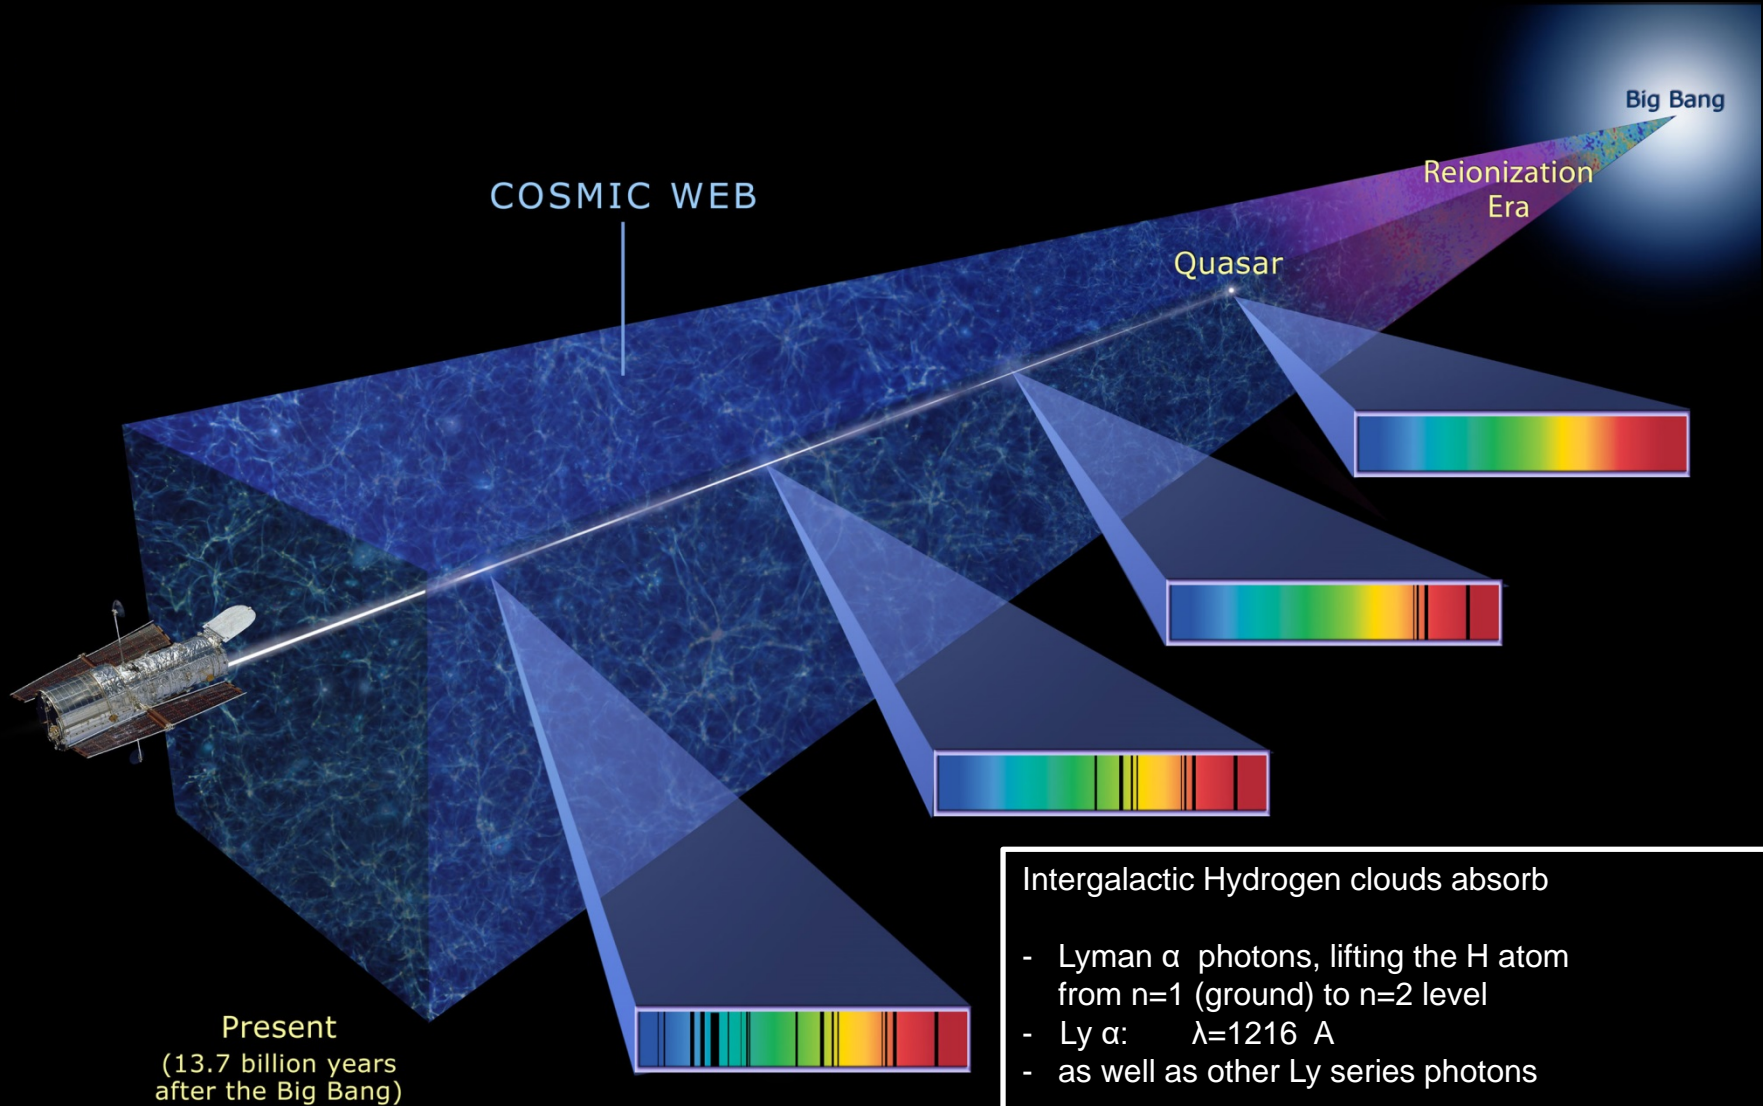 Big Bang
Reionization
Era
COSMIC WEB
Quasar
Intergalactic Hydrogen clouds absorb
- Lyman α photons, lifting the H atom
from n=1 (ground) to n=2 level
- Ly α: λ=1216 A
- as well as other Ly series photons
Present
(13.7 billion years
after the Big Bang)